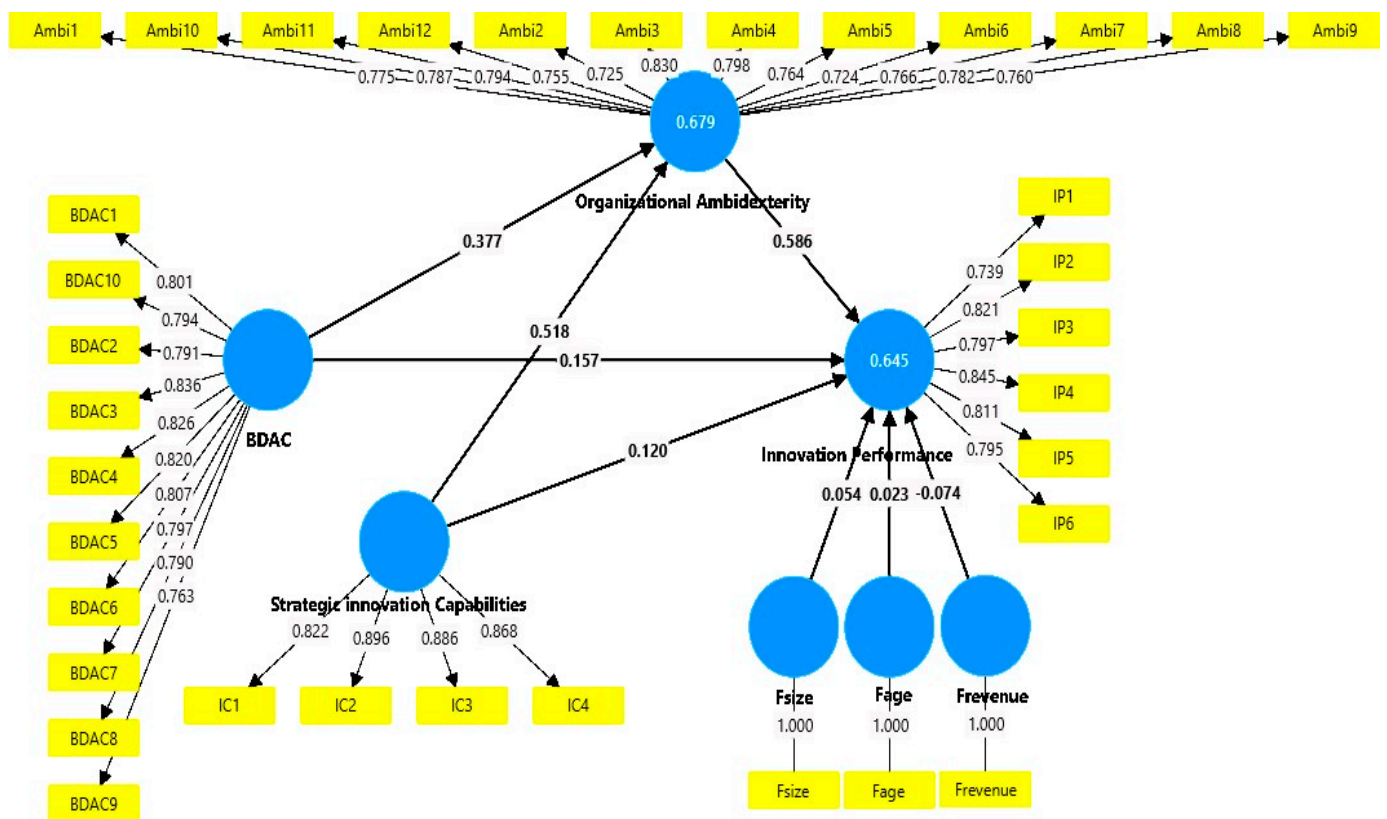 Ambi1 Ambi10 Ambi11 Ambi12 Ambi2 Ambi3 Ambi4 Ambi5 Ambi6 Ambi7 Ambi8 Ambi9
0.775 0.787 0.794 0.755 0.725 0.830 0.798 0.764 0.724 0.766 0.782 0.760
0.679
Organizational Ambidexterity
BDAC1
BDAC10
BDAC2
BDAC3
BDAC4
BDAC5
BDAC6
BDAC7
BDAC8
BDAC9
0.801
0.794
0.791
0.836
0.826
0.820
0.807
0.797
0.790
0.763
BDAC
0.377
0.518
0.586
0.157
0.120
0.645
Innovation Performance
0.739
0.821
0.797
0.845
0.811
0.795
IP1
IP2
IP3
IP4
IP5
IP6
Strategic innovation Capabilities
0.822 0.896 0.886 0.868
IC1 IC2 IC3 IC4
0.054 0.023 -0.074
Fsize Fage Frevenue
1.000 1.000 1.000
Fsize Fage Frevenue